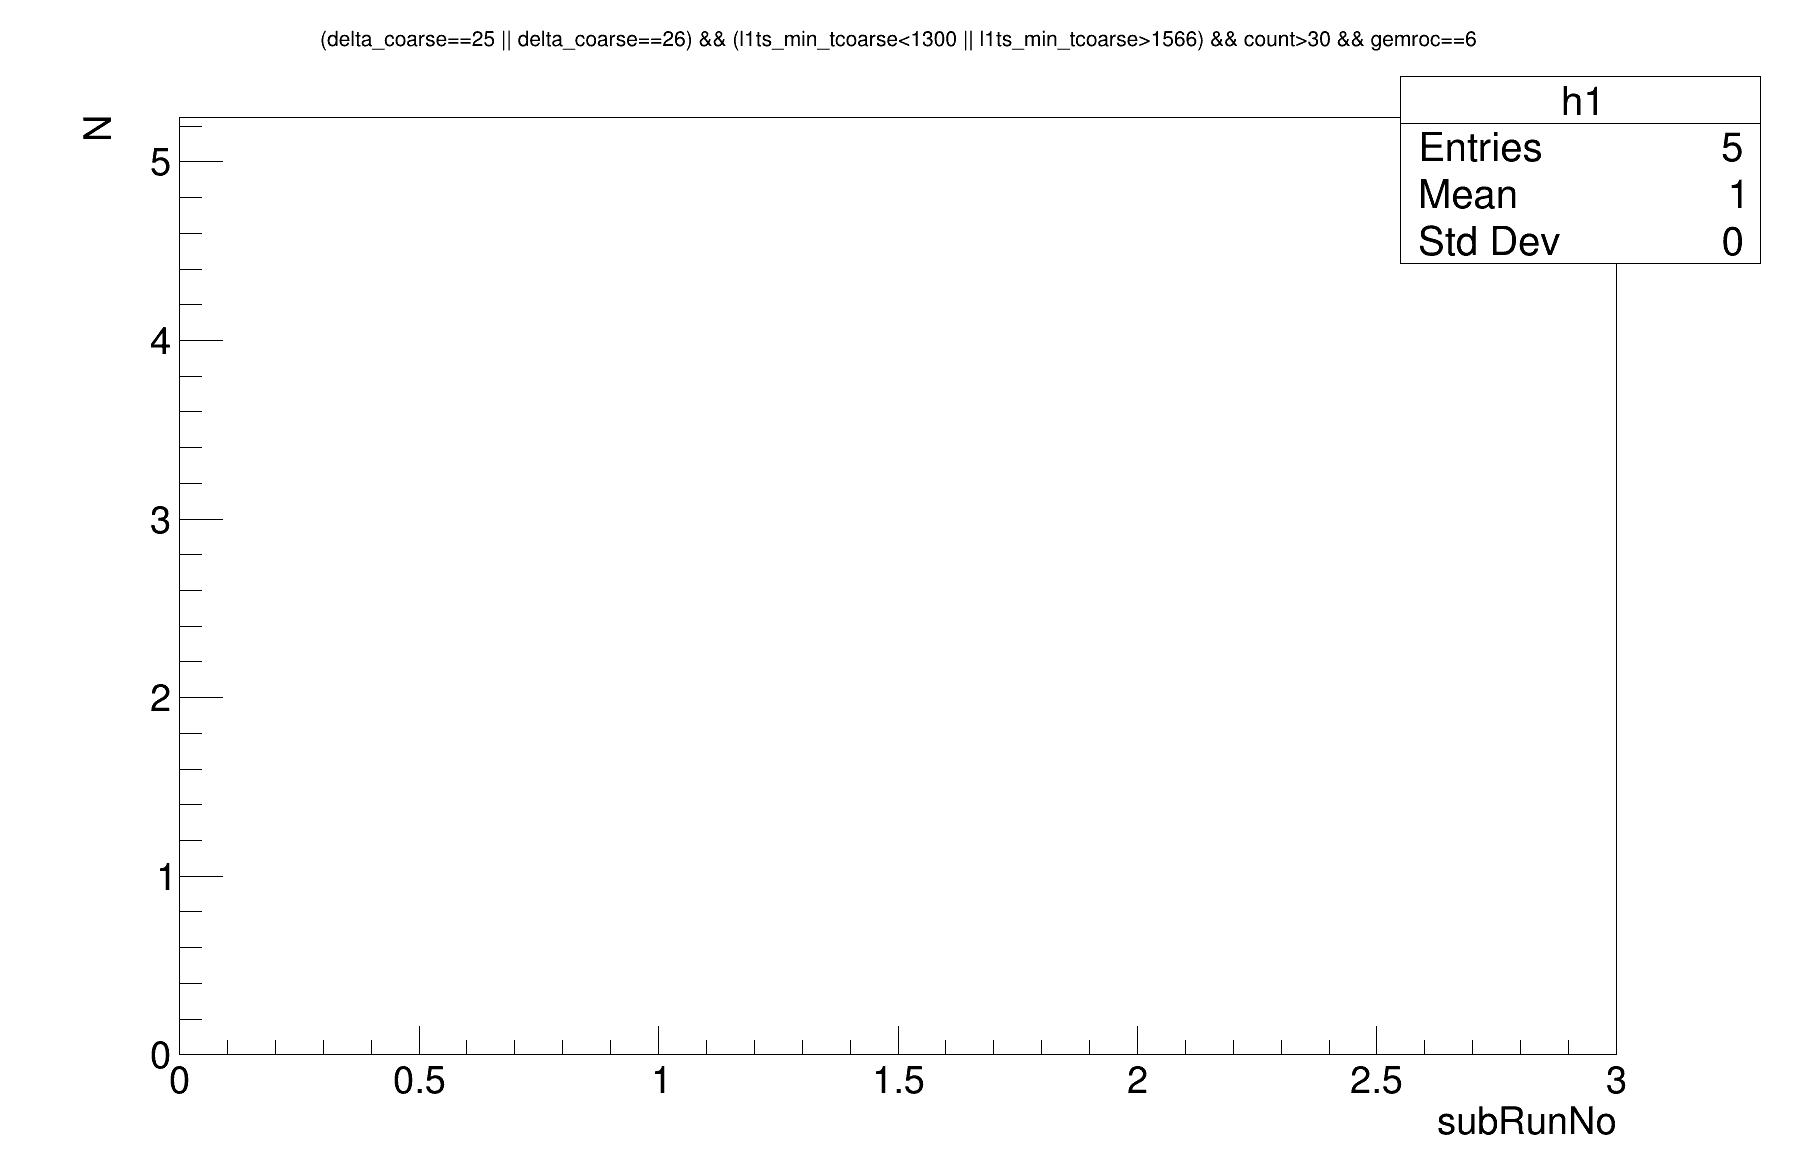 (delta_coarse==25 || delta_coarse==26) && (l1ts_min_tcoarse<1300 || l1ts_min_tcoarse>1566) && count>30 && gemroc==6
h1
Entries 5
Mean 1
Std Dev 0
N
5
4
3
2
1
0
0 0.5 1 1.5 2 2.5 3
subRunNo